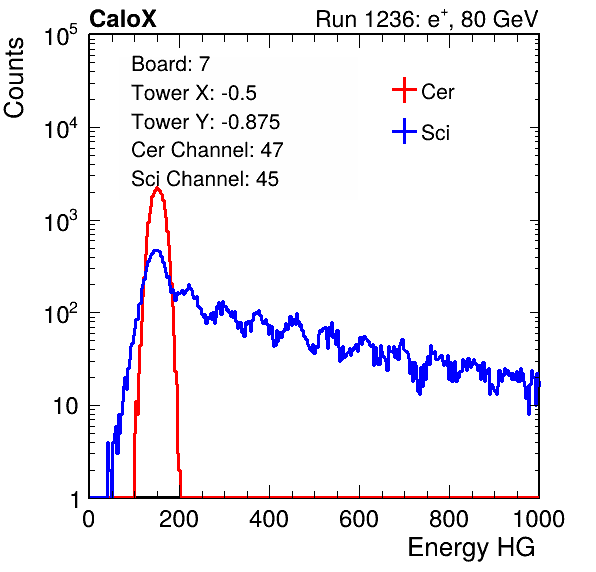 CaloX Run 1236: e⁺, 80 GeV
Counts
Board: 7
Tower X: -0.5
Tower Y: -0.875
Cer Channel: 47
Sci Channel: 45
Cer
Sci
10⁵
10⁴
10³
10²
10
1
0 200 400 600 800 1000
Energy HG